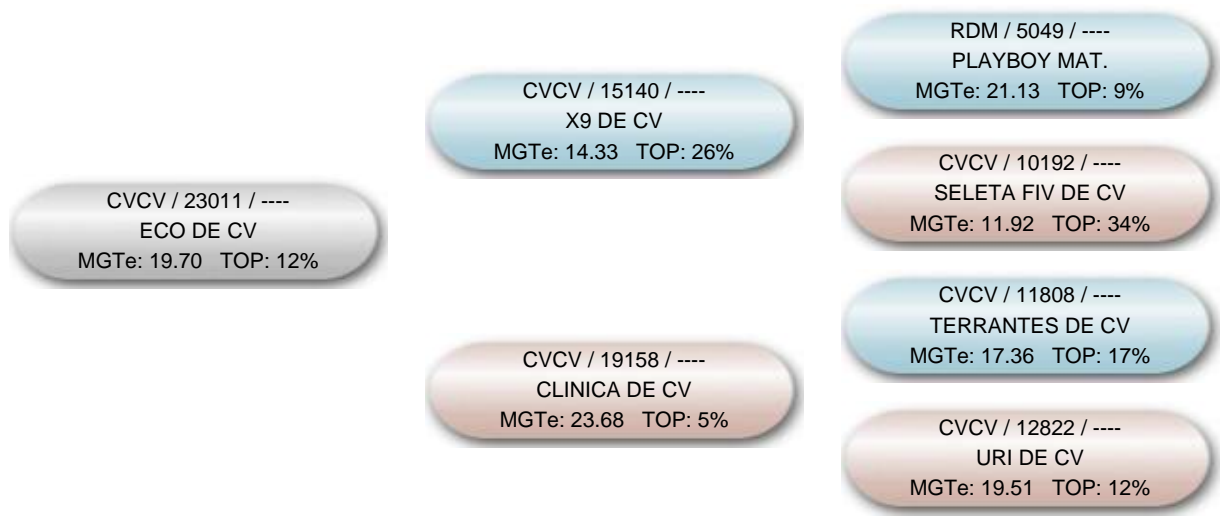 RDM / 5049 / ----
PLAYBOY MAT.
MGTe: 21.13 TOP: 9%
CVCV / 15140 / ----
X9 DE CV
MGTe: 14.33 TOP: 26%
CVCV / 10192 / ----
SELETA FIV DE CV
MGTe: 11.92 TOP: 34%
CVCV / 23011 / ----
ECO DE CV
MGTe: 19.70 TOP: 12%
CVCV / 11808 / ----
TERRANTES DE CV
MGTe: 17.36 TOP: 17%
CVCV / 19158 / ----
CLINICA DE CV
MGTe: 23.68 TOP: 5%
CVCV / 12822 / ----
URI DE CV
MGTe: 19.51 TOP: 12%